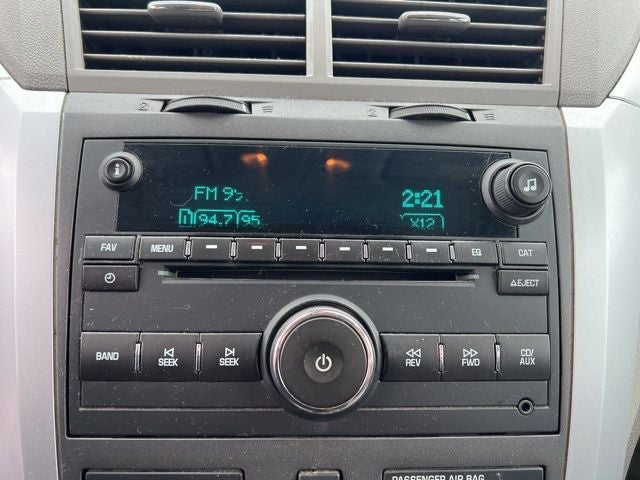 FM 95
2:21
94.7 95
X12
FAV MENU EQ CAT
EJECT
BAND SEEK SEEK REV FWD CD/
AUX
PASSENGER AIR BAG